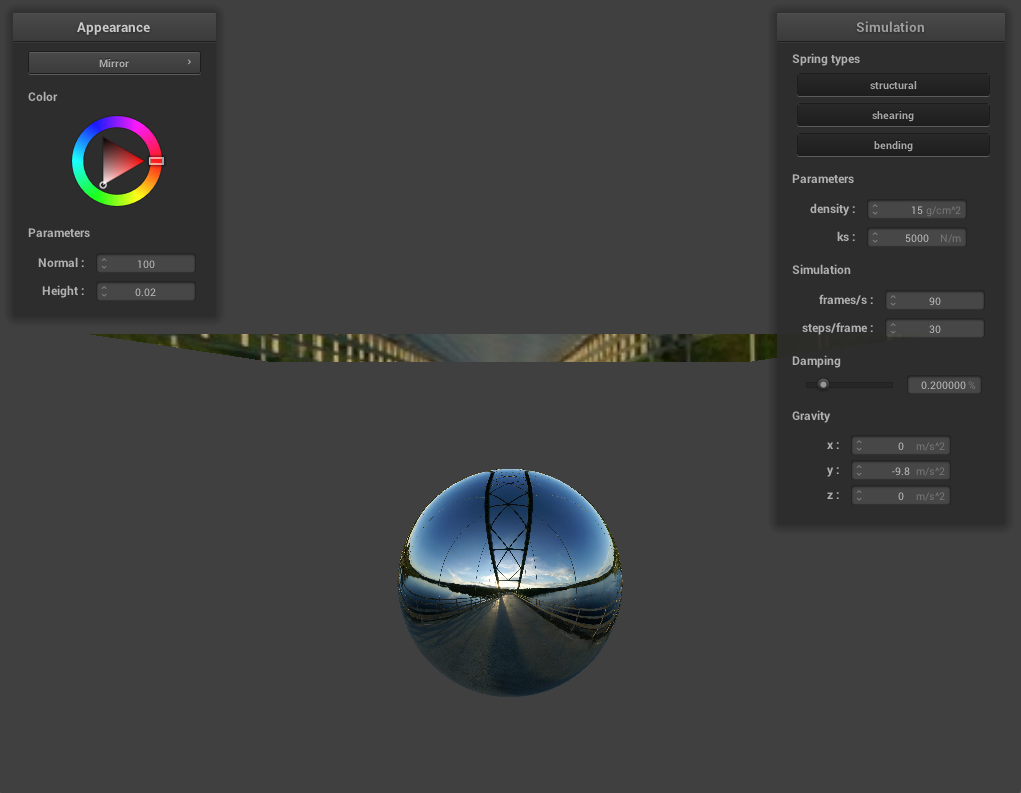 Appearance
Mirror
Color
Parameters
Normal : 100
Height : 0.02
Simulation
Spring types
structural
shearing
bending
Parameters
density : 15 g/cm^2
ks : 5000 N/m
Simulation
frames/s : 90
steps/frame : 30
Damping
0.200000 %
Gravity
x : 0 m/s^2
y : -9.8 m/s^2
z : 0 m/s^2